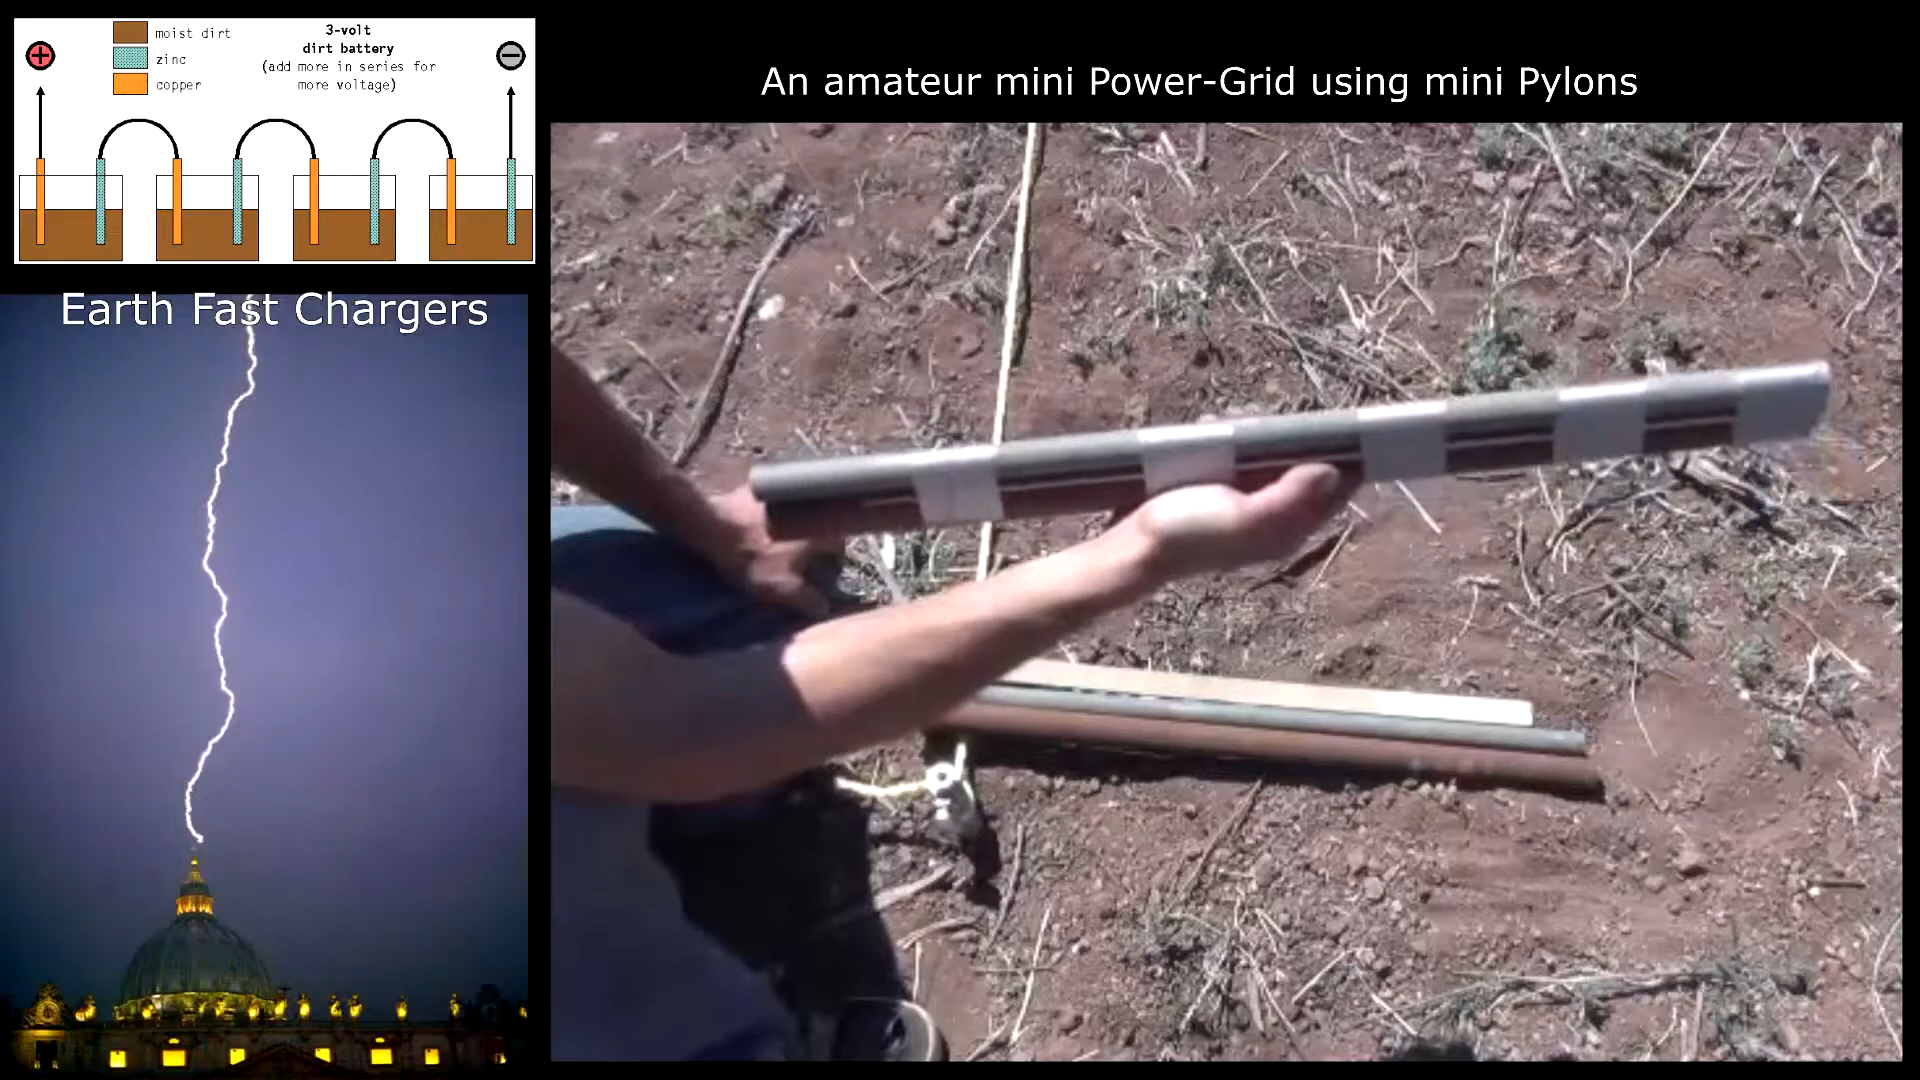 moist dirt
zinc
copper
3-volt
dirt battery
(add more in series for
more voltage)
An amateur mini Power-Grid using mini Pylons
Earth Fast Chargers